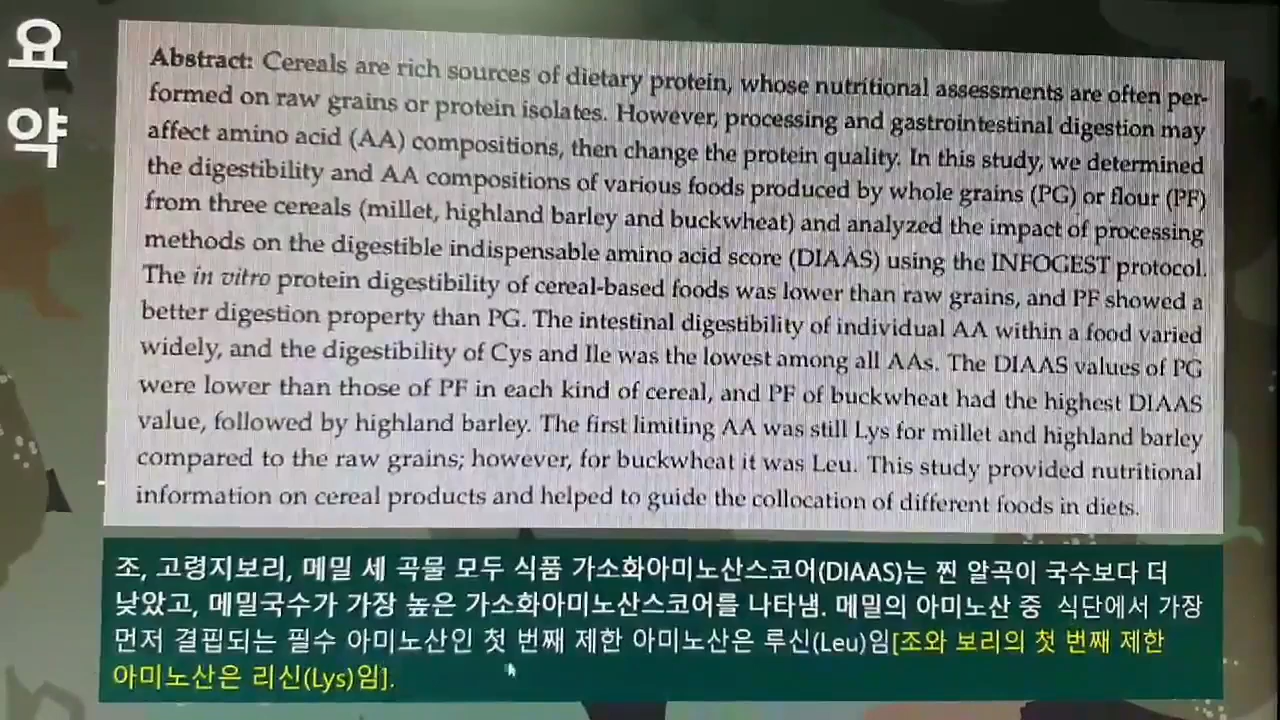 요
약
Abstract: Cereals are rich sources of dietary protein, whose nutritional assessments are often per-
formed on raw grains or protein isolates. However, processing and gastrointestinal digestion may
affect amino acid (AA) compositions, then change the protein quality. In this study, we determined
the digestibility and AA compositions of various foods produced by whole grains (PG) or flour (PF)
from three cereals (millet, highland barley and buckwheat) and analyzed the impact of processing
methods on the digestible indispensable amino acid score (DIAAS) using the INFOGEST protocol.
The in vitro protein digestibility of cereal-based foods was lower than raw grains, and PF showed a
better digestion property than PG. The intestinal digestibility of individual AA within a food varied
widely, and the digestibility of Cys and Ile was the lowest among all AAs. The DIAAS values of PG
were lower than those of PF in each kind of cereal, and PF of buckwheat had the highest DIAAS
value, followed by highland barley. The first limiting AA was still Lys for millet and highland barley
compared to the raw grains; however, for buckwheat it was Leu. This study provided nutritional
information on cereal products and helped to guide the collocation of different foods in diets.
조, 고령지보리, 메밀 세 곡물 모두 식품 가소화아미노산스코어(DIAAS)는 찐 알곡이 국수보다 더
낮았고, 메밀국수가 가장 높은 가소화아미노산스코어를 나타냄. 메밀의 아미노산 중 식단에서 가장
먼저 결핍되는 필수 아미노산인 첫 번째 제한 아미노산은 루신(Leu)임[조와 보리의 첫 번째 제한
아미노산은 리신(Lys)임].